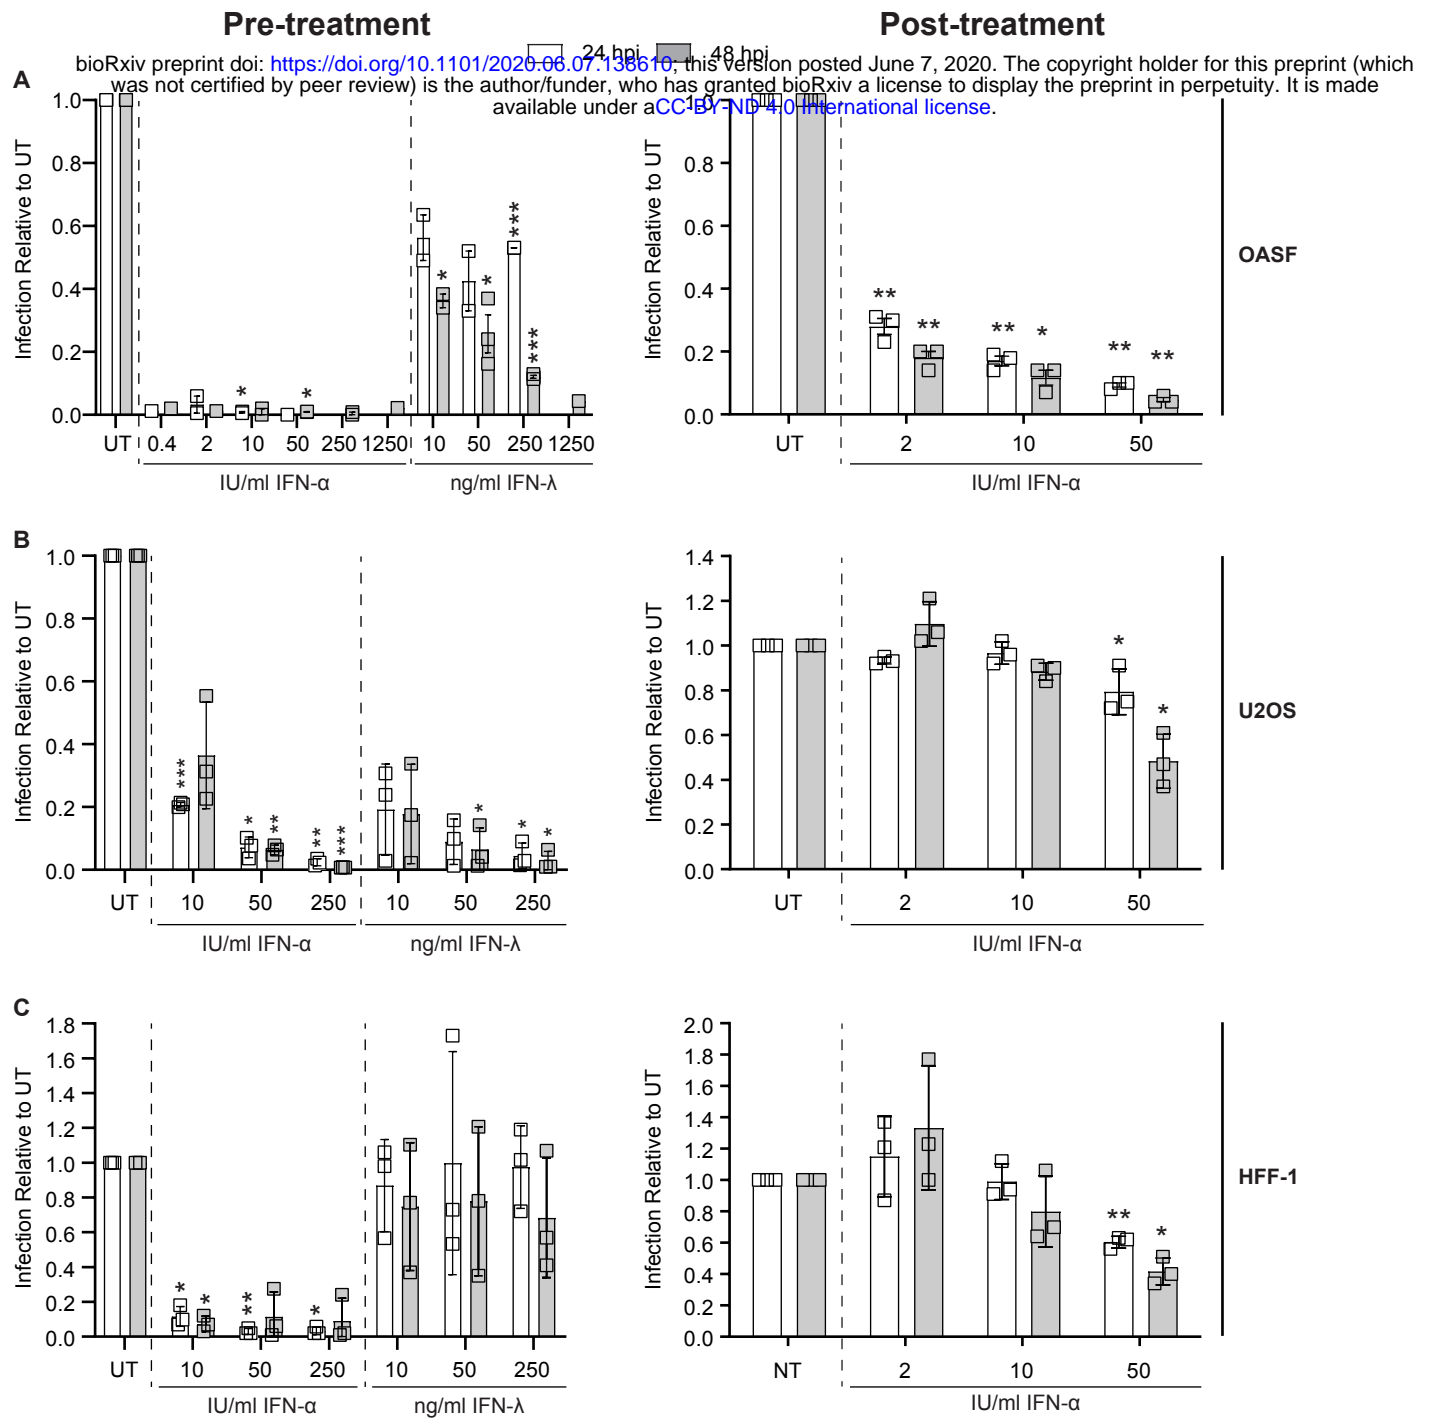 Pre-treatment
Post-treatment
24 hpi
48 hpi
bioRxiv preprint doi: https://doi.org/10.1101/2020.06.07.138610; this version posted June 7, 2020. The copyright holder for this preprint (which
was not certified by peer review) is the author/funder, who has granted bioRxiv a license to display the preprint in perpetuity. It is made
available under aCC-BY-ND 4.0 International license.
A
Infection Relative to UT
1.0
0.8
0.6
0.4
0.2
0.0
* * * * *** ***
UT 0.4 2 10 50 250 1250 10 50 250 1250
IU/ml IFN-α
ng/ml IFN-λ
Infection Relative to UT
1.0
0.8
0.6
0.4
0.2
0.0
** ** ** * ** **
UT 2 10 50
IU/ml IFN-α
OASF
B
Infection Relative to UT
1.0
0.8
0.6
0.4
0.2
0.0
*** * ** ** *** * * *
UT 10 50 250 10 50 250
IU/ml IFN-α
ng/ml IFN-λ
Infection Relative to UT
1.4
1.2
1.0
0.8
0.6
0.4
0.2
0.0
* *
UT 2 10 50
IU/ml IFN-α
U2OS
C
Infection Relative to UT
1.8
1.6
1.4
1.2
1.0
0.8
0.6
0.4
0.2
0.0
* * ** *
UT 10 50 250 10 50 250
IU/ml IFN-α
ng/ml IFN-λ
Infection Relative to UT
2.0
1.8
1.6
1.4
1.2
1.0
0.8
0.6
0.4
0.2
0.0
** *
NT 2 10 50
IU/ml IFN-α
HFF-1